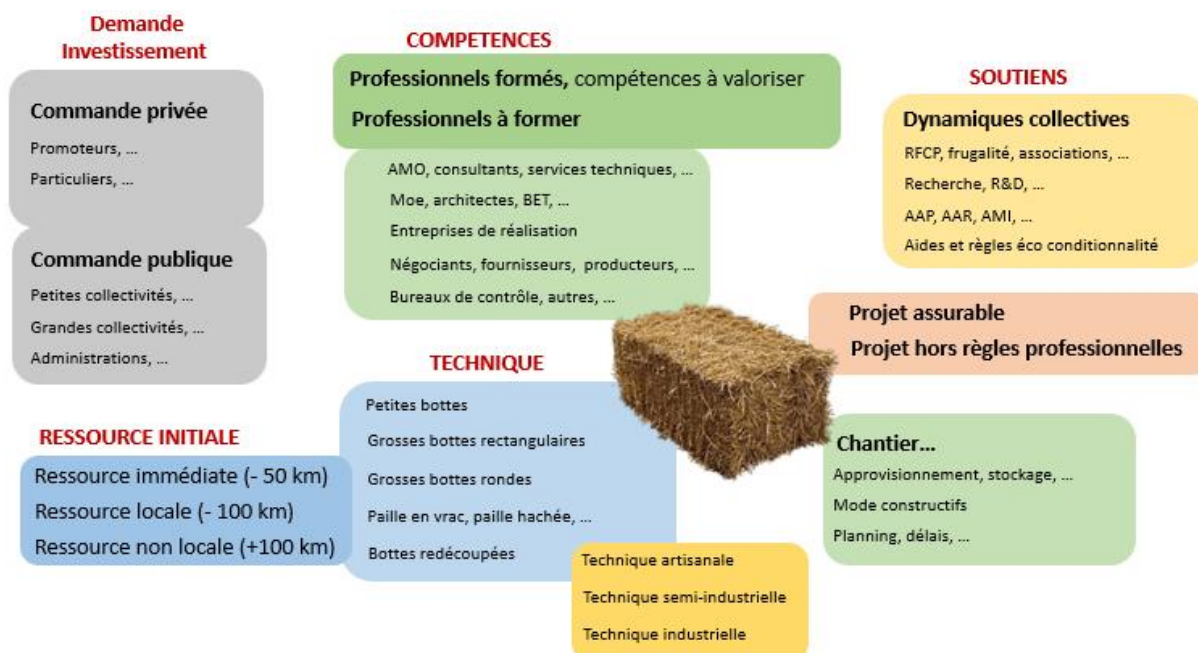 Demande
Investissement
Commande privée
Promoteurs, ...
Particuliers, ...
Commande publique
Petites collectivités, ...
Grandes collectivités, ...
Administrations, ...
COMPETENCES
Professionnels formés, compétences à valoriser
Professionnels à former
AMO, consultants, services techniques, ...
Moe, architectes, BET, ...
Entreprises de réalisation
Négociants, fournisseurs, producteurs, ...
Bureaux de contrôle, autres, ...
SOUTIENS
Dynamiques collectives
RFCP, frugalité, associations, ...
Recherche, R&D, ...
AAP, AAR, AMI, ...
Aides et règles éco conditionnalité
Projet assurable
Projet hors règles professionnelles
RESSOURCE INITIALE
Ressource immédiate (- 50 km)
Ressource locale (- 100 km)
Ressource non locale (+100 km)
TECHNIQUE
Petites bottes
Grosses bottes rectangulaires
Grosses bottes rondes
Paille en vrac, paille hachée, ...
Bottes redécoupées
Technique artisanale
Technique semi-industrielle
Technique industrielle
Chantier...
Approvisionnement, stockage, ...
Mode constructifs
Planning, délais, ...